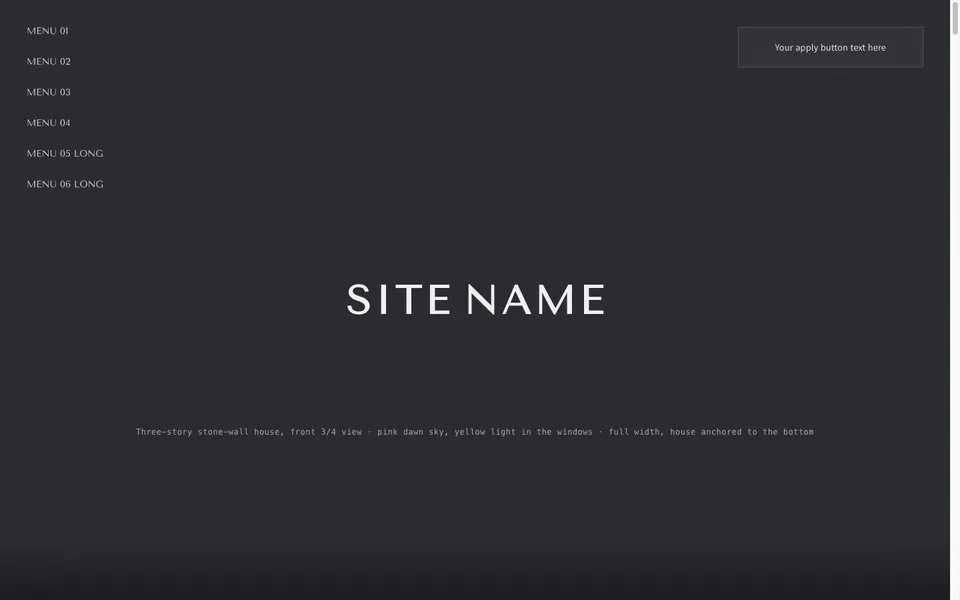 MENU 01
MENU 02
MENU 03
MENU 04
MENU 05 LONG
MENU 06 LONG
Your apply button text here
SITE NAME
Three-story stone-wall house, front 3/4 view · pink dawn sky, yellow light in the windows · full width, house anchored to the bottom